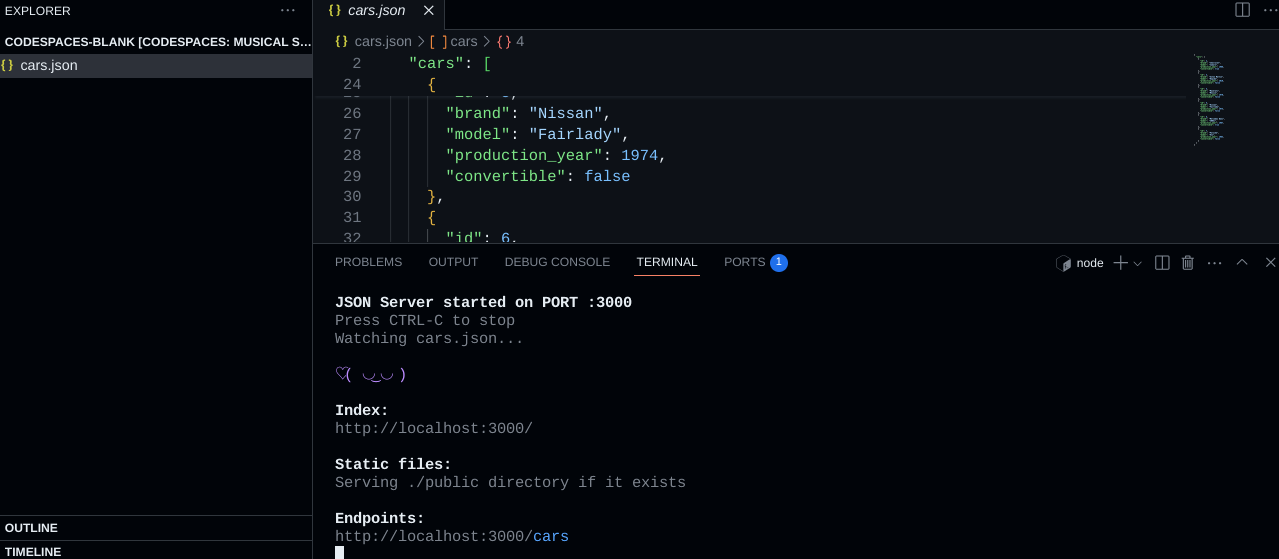 EXPLORER
CODESPACES-BLANK [CODESPACES: MUSICAL S...
{} cars.json
OUTLINE
TIMELINE
{} cars.json
{} cars.json > [ ] cars > {} 4
2 "cars": [
24 {
26 "brand": "Nissan",
27 "model": "Fairlady",
28 "production_year": 1974,
29 "convertible": false
30 },
31 {
32 "id": 6,
PROBLEMS OUTPUT DEBUG CONSOLE TERMINAL PORTS 1
node
JSON Server started on PORT :3000
Press CTRL-C to stop
Watching cars.json...
♡( ◡‿◡ )
Index:
http://localhost:3000/
Static files:
Serving ./public directory if it exists
Endpoints:
http://localhost:3000/cars